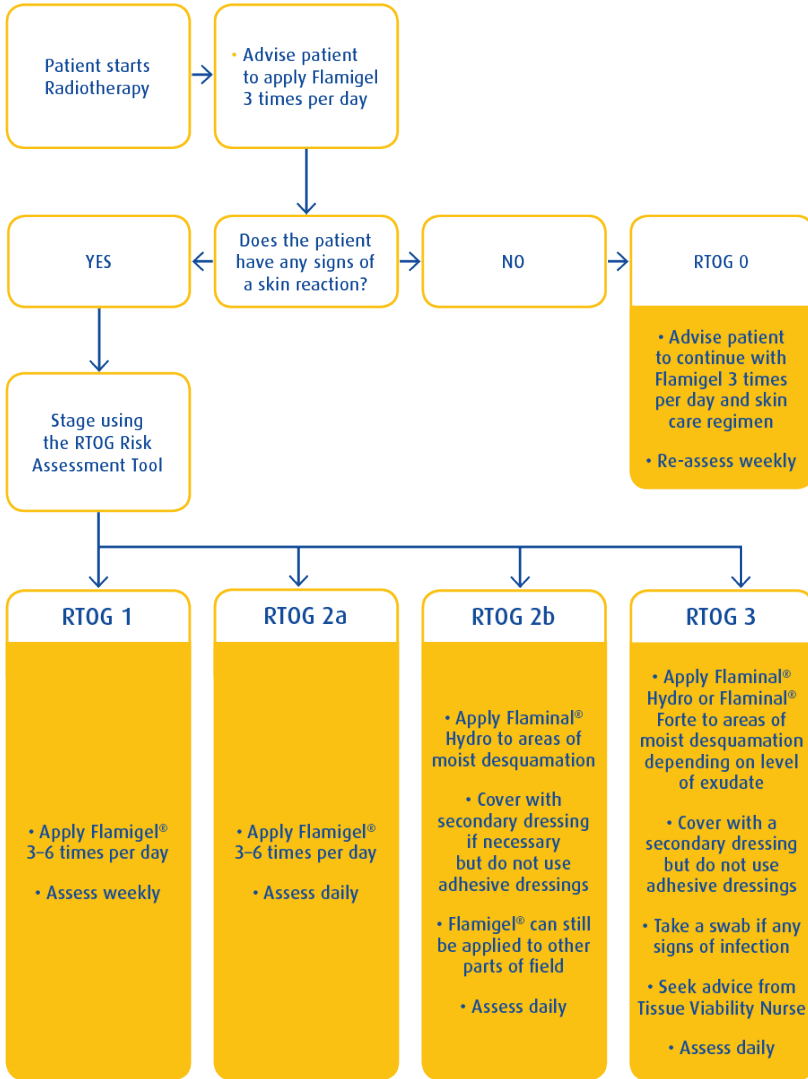 Patient starts
Radiotherapy
• Advise patient
to apply Flamigel
3 times per day
YES
Does the patient
have any signs of
a skin reaction?
NO
RTOG 0
• Advise patient
to continue with
Flamigel 3 times
per day and skin
care regimen
• Re-assess weekly
Stage using
the RTOG Risk
Assessment Tool
RTOG 1
• Apply Flamigel®
3–6 times per day
• Assess weekly
RTOG 2a
• Apply Flamigel®
3–6 times per day
• Assess daily
RTOG 2b
• Apply Flaminal®
Hydro to areas of
moist desquamation
• Cover with
secondary dressing
if necessary
but do not use
adhesive dressings
• Flamigel® can still
be applied to other
parts of field
• Assess daily
RTOG 3
• Apply Flaminal®
Hydro or Flaminal®
Forte to areas of
moist desquamation
depending on level
of exudate
• Cover with a
secondary dressing
but do not use
adhesive dressings
• Take a swab if any
signs of infection
• Seek advice from
Tissue Viability Nurse
• Assess daily